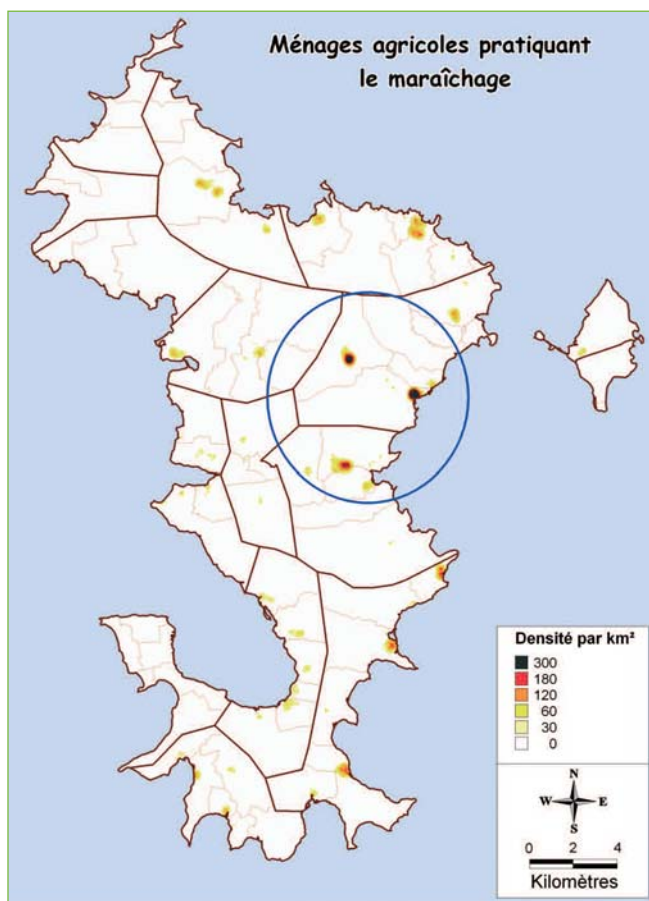 Ménages agricoles pratiquant
le maraîchage
Densité par km²
300
180
120
60
30
0
N
W E
S
0 2 4
Kilomètres